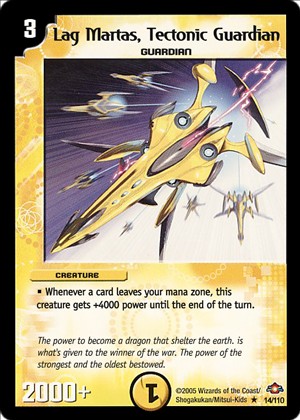 3
Lag Martas, Tectonic Guardian
GUARDIAN
CREATURE
■ Whenever a card leaves your mana zone, this
creature gets +4000 power until the end of the turn.
The power to become a dragon that shelter the earth. is
what's given to the winner of the war. The power of the
strongest and the oldest bestowed.
2000+
1
©2005 Wizards of the Coast/
Shogakukan/Mitsui-Kids ★ 14/110